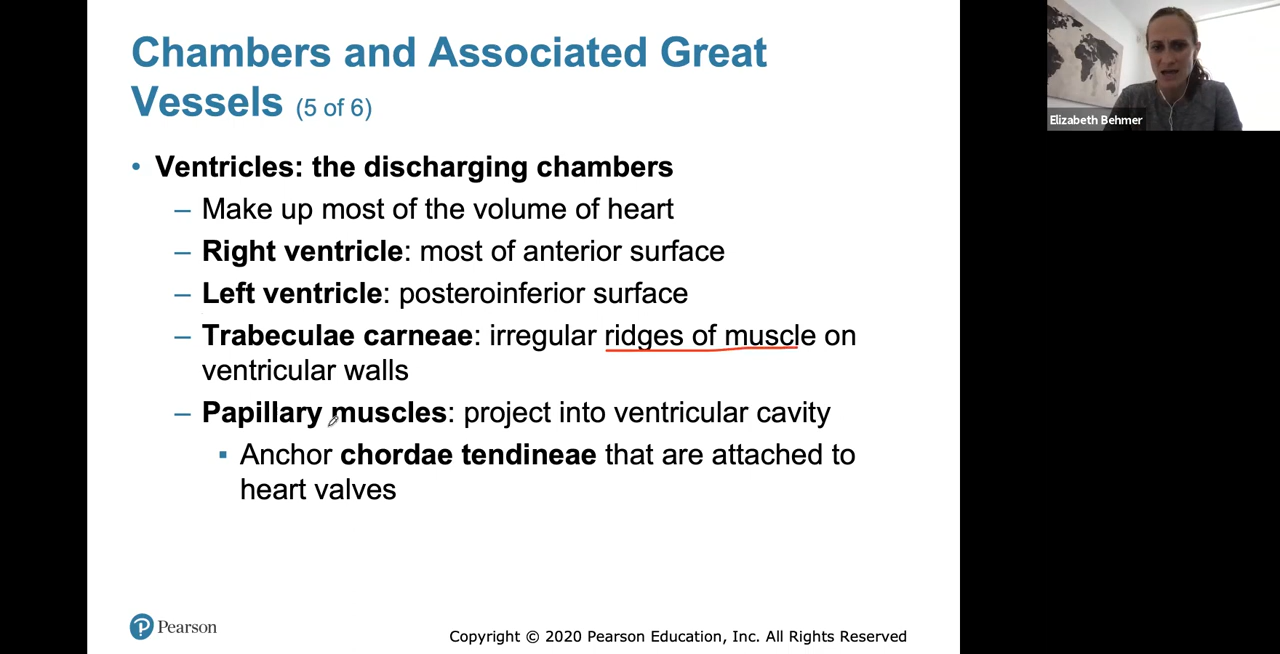 Chambers and Associated Great
Vessels (5 of 6)
• Ventricles: the discharging chambers
– Make up most of the volume of heart
– Right ventricle: most of anterior surface
– Left ventricle: posteroinferior surface
– Trabeculae carneae: irregular ridges of muscle on
ventricular walls
– Papillary muscles: project into ventricular cavity
▪ Anchor chordae tendineae that are attached to
heart valves
Pearson
Copyright © 2020 Pearson Education, Inc. All Rights Reserved
Elizabeth Behmer